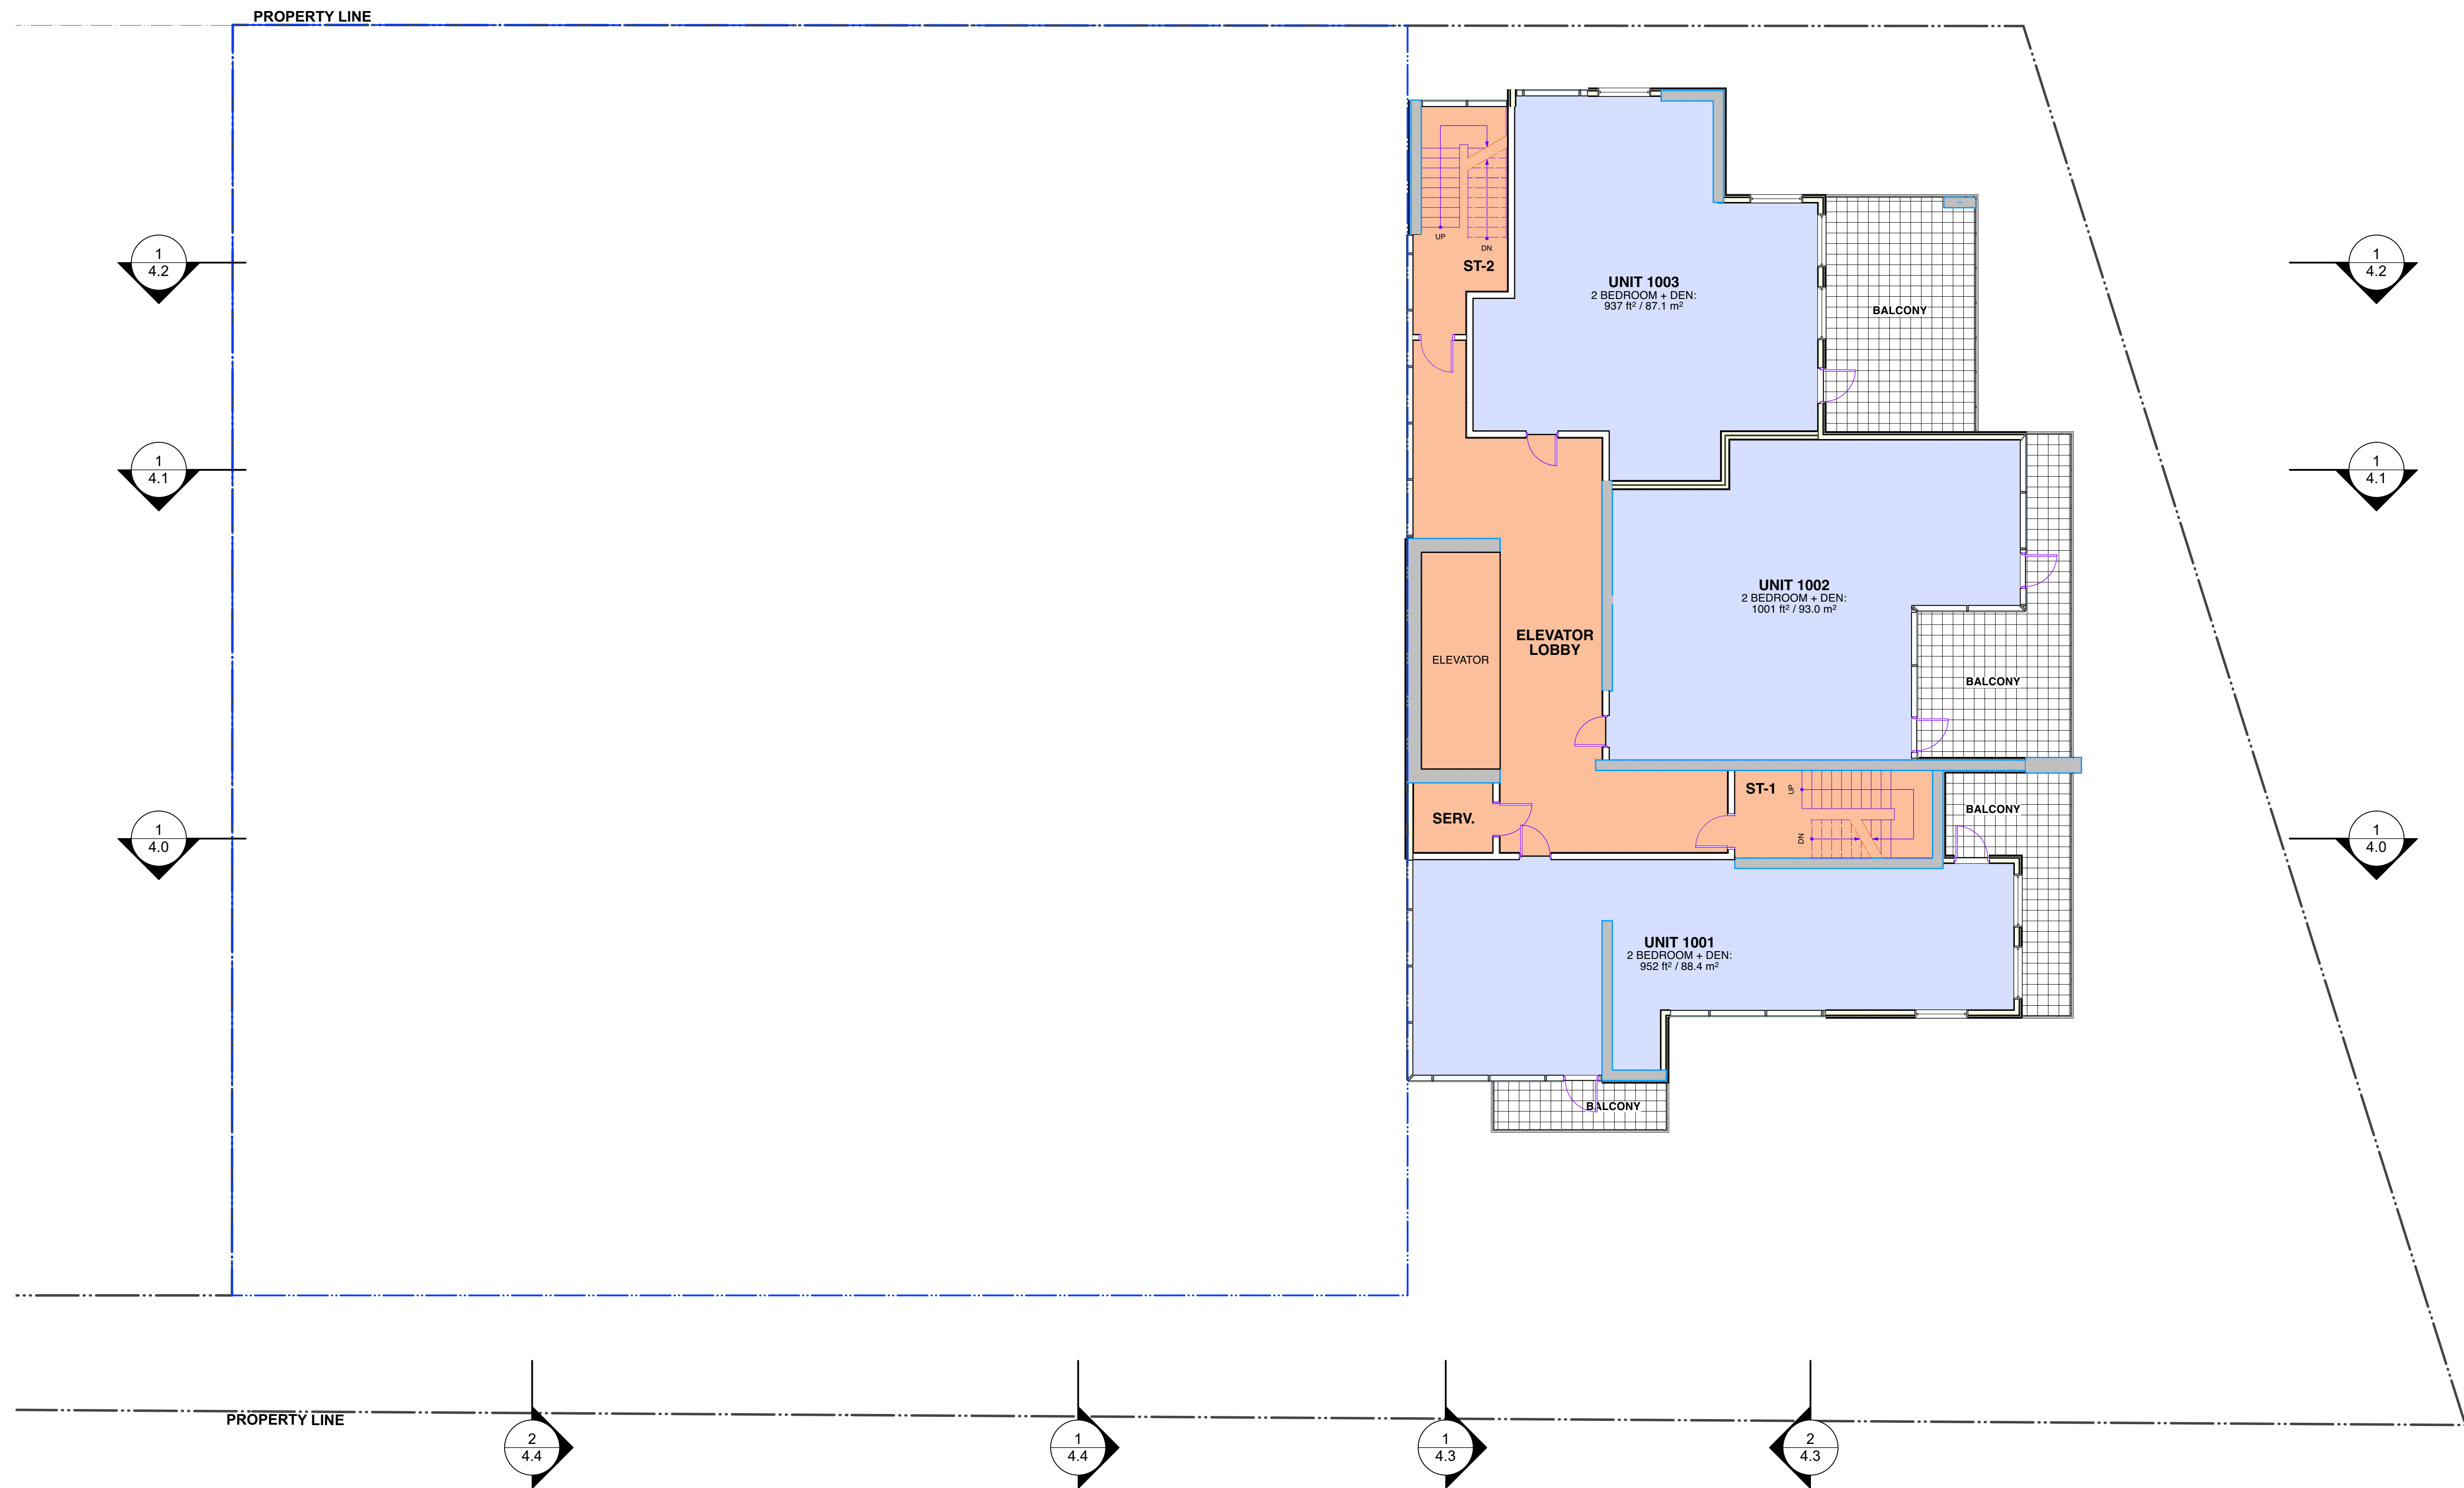 PROPERTY LINE
UP
DN
ST-2
1
4.2
UNIT 1003
2 BEDROOM + DEN:
937 ft² / 87.1 m²
BALCONY
1
4.2
1
4.1
1
4.1
UNIT 1002
2 BEDROOM + DEN:
1001 ft² / 93.0 m²
ELEVATOR
LOBBY
ELEVATOR
BALCONY
ST-1
UP
DN
BALCONY
SERV.
1
4.0
1
4.0
UNIT 1001
2 BEDROOM + DEN:
952 ft² / 88.4 m²
BALCONY
PROPERTY LINE
2
4.4
1
4.4
1
4.3
2
4.3